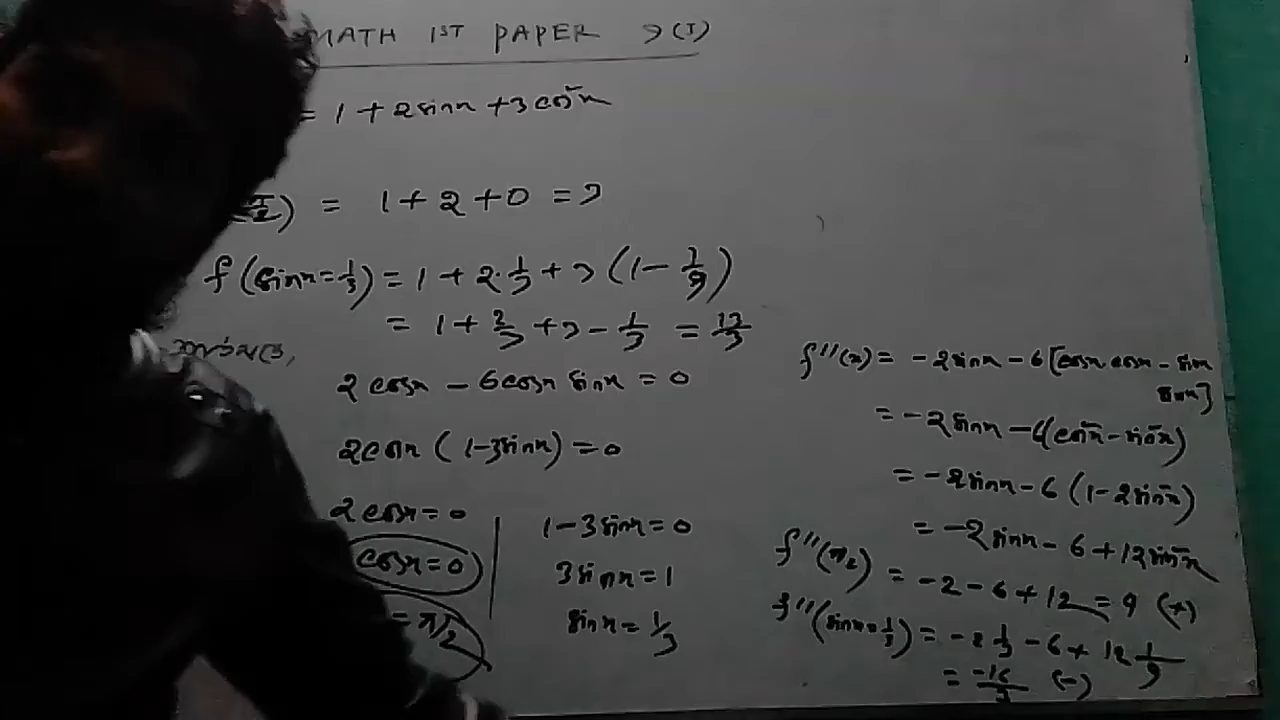 MATH 1ST PAPER 9(I)
= 1 + 2sinx + 3cos²x
π/2) = 1 + 2 + 0 = 3
f(sinx = 1/3) = 1 + 2·1/3 + 3(1 - 1/9)
= 1 + 2/3 + 3 - 1/3 = 13/3
2cosx - 6cosx sinx = 0
2cosx (1 - 3sinx) = 0
2cosx = 0
cosx = 0
= π/2
1 - 3sinx = 0
3sinx = 1
sinx = 1/3
f''(x) = -2sinx - 6[cosx cosx - sinx
sinx]
= -2sinx - 6(cos²x - sin²x)
= -2sinx - 6(1 - 2sin²x)
= -2sinx - 6 + 12sin²x
f''(π/2) = -2 - 6 + 12 = 4 (+)
f''(sinx = 1/3) = -2 1/3 - 6 + 12 1/9
= -16/3 (-)